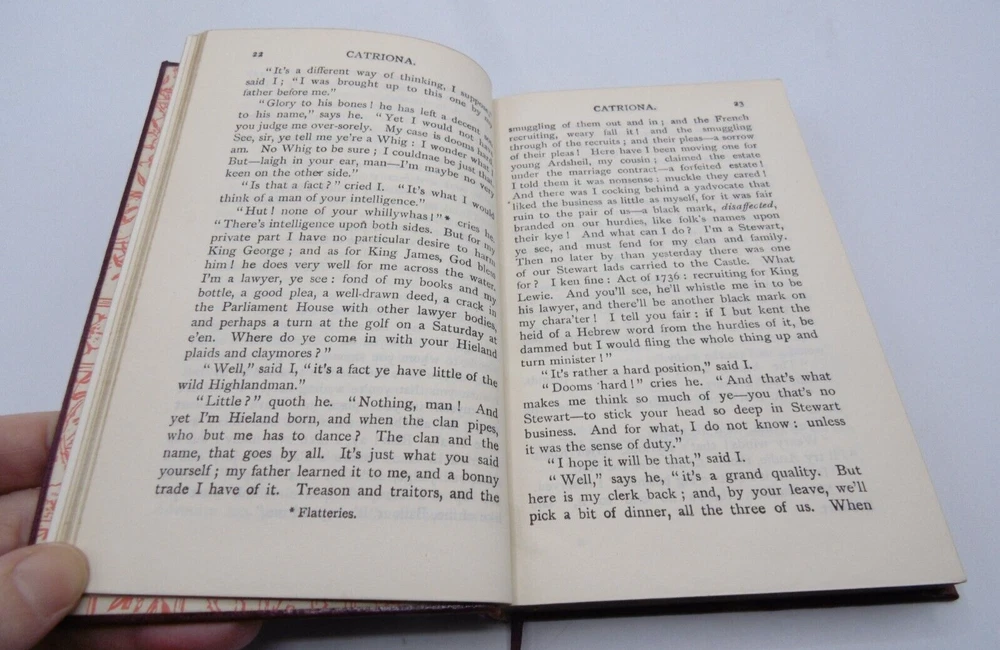 22
CATRIONA.
"It's a different way of thinking, I suppose,"
said I; "I was brought up to this one by my
father before me."
"Glory to his bones! he has left a decent
to his name," says he. "Yet I would not have
you judge me over-sorely. My case is dooms hard.
See, sir, ye tell me ye're a Whig: I wonder what I
am. No Whig to be sure; I couldnae be just that.
But—laigh in your ear, man—I'm maybe no very
keen on the other side."
"Is that a fact?" cried I. "It's what I would
think of a man of your intelligence."
"Hut! none of your whillywhas!"* cries he.
"There's intelligence upon both sides. But for my
private part I have no particular desire to harm
King George; and as for King James, God bless
him! he does very well for me across the water.
I'm a lawyer, ye see: fond of my books and my
bottle, a good plea, a well-drawn deed, a crack in
the Parliament House with other lawyer bodies,
and perhaps a turn at the golf on a Saturday at
e'en. Where do ye come in with your Hieland
plaids and claymores?"
"Well," said I, "it's a fact ye have little of the
wild Highlandman."
"Little?" quoth he. "Nothing, man! And
yet I'm Hieland born, and when the clan pipes,
who but me has to dance? The clan and the
name, that goes by all. It's just what you said
yourself; my father learned it to me, and a bonny
trade I have of it. Treason and traitors, and the
* Flatteries.
CATRIONA.
23
smuggling of them out and in; and the French
recruiting, weary fall it! and the smuggling
through of the recruits; and their pleas—a sorrow
of their pleas! Here have I been moving one for
young Ardsheil, my cousin; claimed the estate
under the marriage contract—a forfeited estate!
I told them it was nonsense: muckle they cared!
And there was I cocking behind a yadvocate that
liked the business as little as myself, for it was fair
ruin to the pair of us—a black mark, disaffected,
branded on our hurdies, like folk's names upon
their kye! And what can I do? I'm a Stewart,
ye see, and must fend for my clan and family.
Then no later by than yesterday there was one
of our Stewart lads carried to the Castle. What
for? I ken fine: Act of 1736: recruiting for King
Lewie. And you'll see, he'll whistle me in to be
his lawyer, and there'll be another black mark on
my chara'ter! I tell you fair: if I but kent the
heid of a Hebrew word from the hurdies of it, be
dammed but I would fling the whole thing up and
turn minister!"
"It's rather a hard position," said I.
"Dooms hard!" cries he. "And that's what
makes me think so much of ye—you that's no
Stewart—to stick your head so deep in Stewart
business. And for what, I do not know: unless
it was the sense of duty."
"I hope it will be that," said I.
"Well," says he, "it's a grand quality. But
here is my clerk back; and, by your leave, we'll
pick a bit of dinner, all the three of us. When